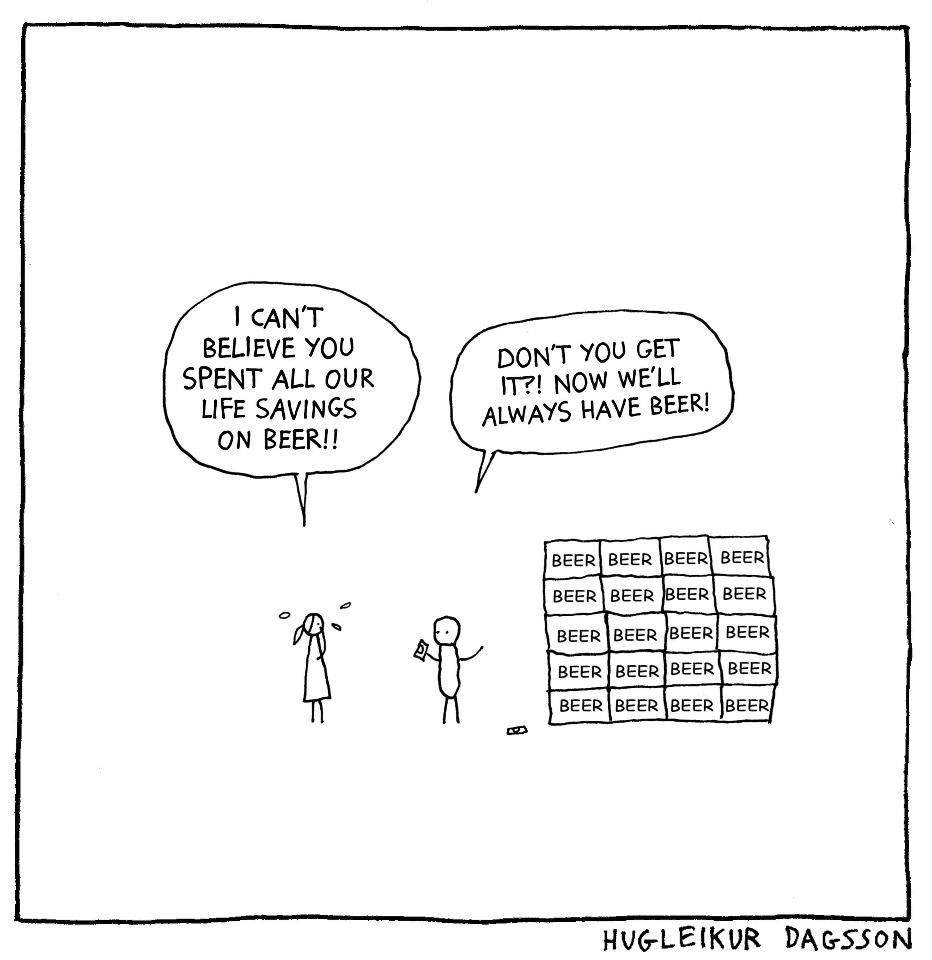 I CAN'T
BELIEVE YOU
SPENT ALL OUR
LIFE SAVINGS
ON BEER!!
DON'T YOU GET
IT?! NOW WE'LL
ALWAYS HAVE BEER!
BEER BEER BEER BEER
BEER BEER BEER BEER
BEER BEER BEER BEER
BEER BEER BEER BEER
BEER BEER BEER BEER
HUGLEIKUR DAGSSON